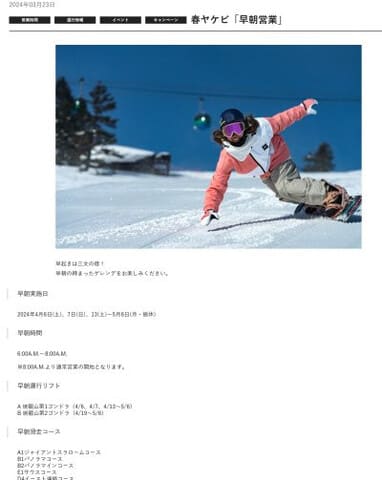 2024年03月23日
営業時間 運行情報 イベント キャンペーン 春ヤケビ「早朝営業」
早起きは三文の徳！
早朝の締まったゲレンデをお楽しみください。
早朝実施日
2024年4月6日(土)、7日(日)、13(土)～5月6日(月・振休)
早朝時間
6:00A.M.～8:00A.M.
※8:00A.M.より通常営業の開始となります。
早朝運行リフト
A 焼額山第1ゴンドラ（4/6、4/7、4/13～5/6）
B 焼額山第2ゴンドラ（4/19～5/6）
早朝滑走コース
A1ジャイアントスラロームコース
B1パノラマコース
B2パノラマインコース
E1サウスコース